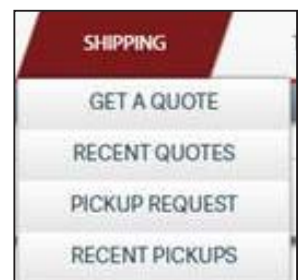 SHIPPING
GET A QUOTE
RECENT QUOTES
PICKUP REQUEST
RECENT PICKUPS